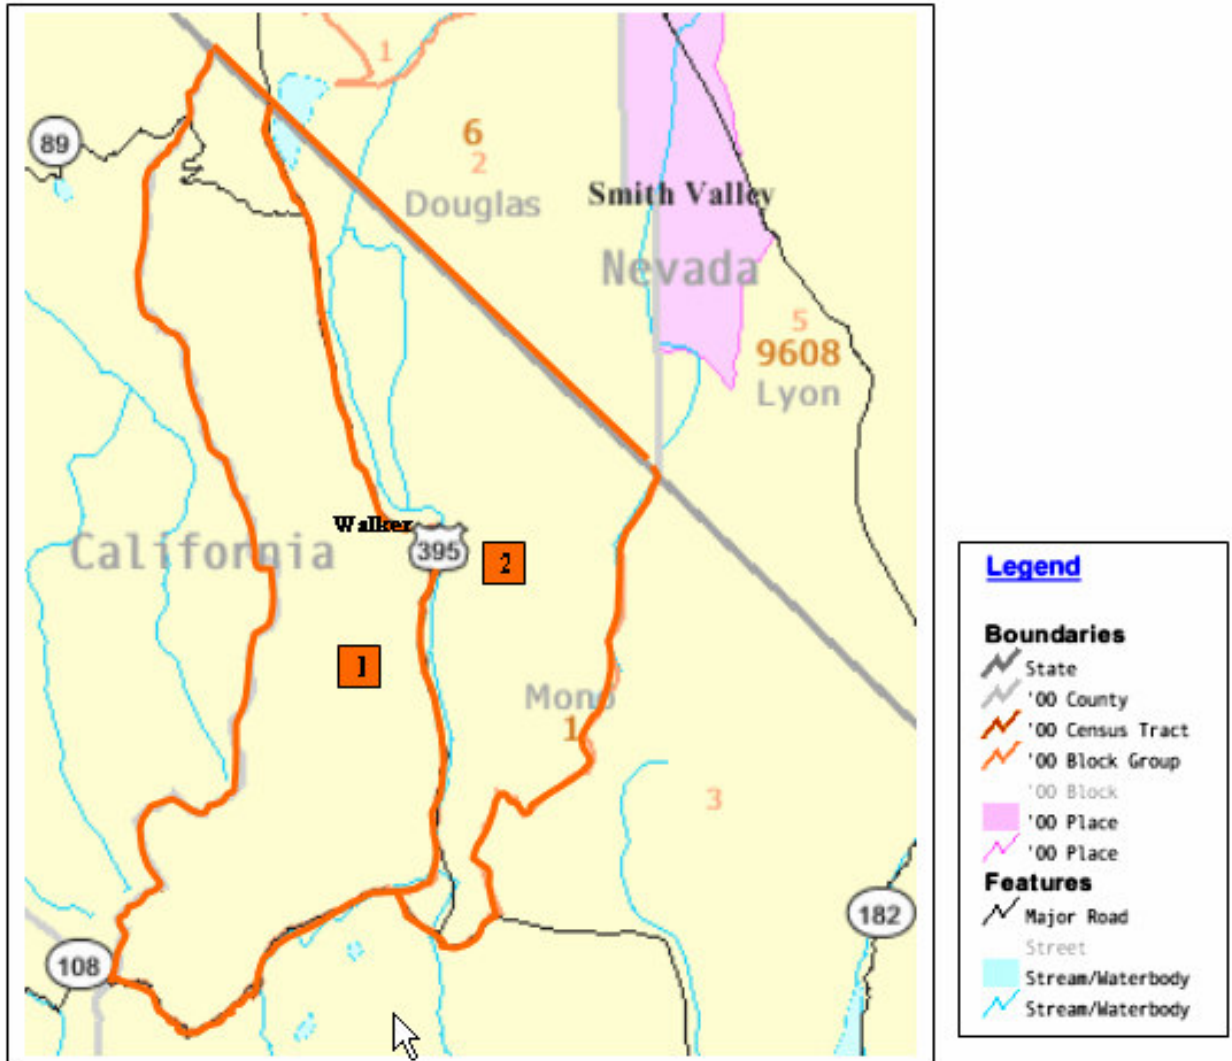 1
89
6
2
Douglas
Smith Valley
Nevada
5
9608
Lyon
Walker
California
395
2
1
Mono
1
3
182
108
Legend
Boundaries
State
'00 County
'00 Census Tract
'00 Block Group
'00 Block
'00 Place
'00 Place
Features
Major Road
Street
Stream/Waterbody
Stream/Waterbody